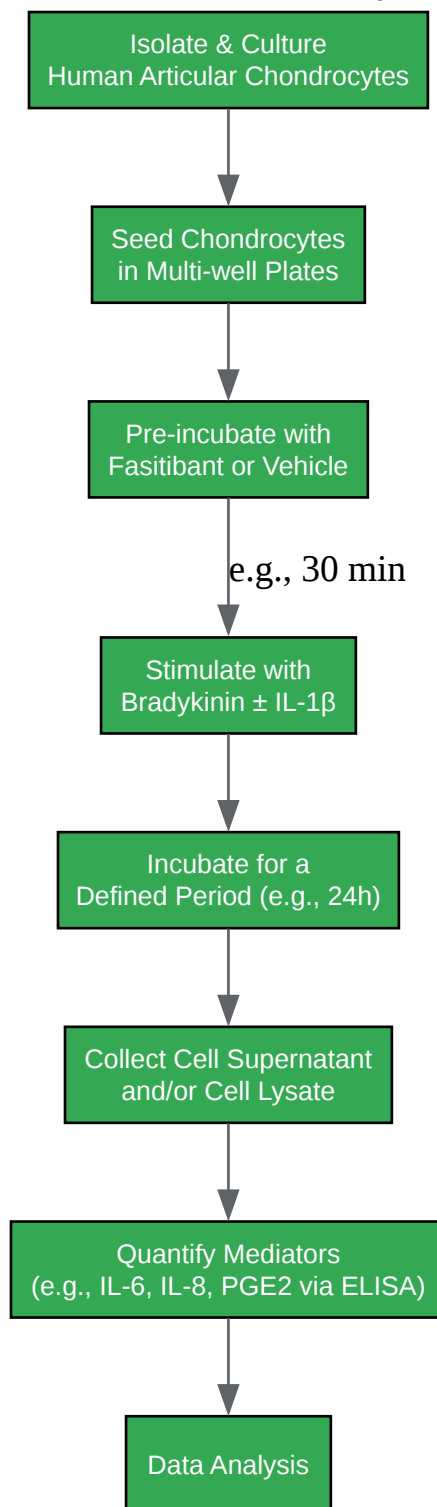 Isolate & Culture
Human Articular Chondrocytes
Seed Chondrocytes
in Multi-well Plates
Pre-incubate with
Fasitibant or Vehicle
e.g., 30 min
Stimulate with
Bradykinin ± IL-1β
Incubate for a
Defined Period (e.g., 24h)
Collect Cell Supernatant
and/or Cell Lysate
Quantify Mediators
(e.g., IL-6, IL-8, PGE2 via ELISA)
Data Analysis